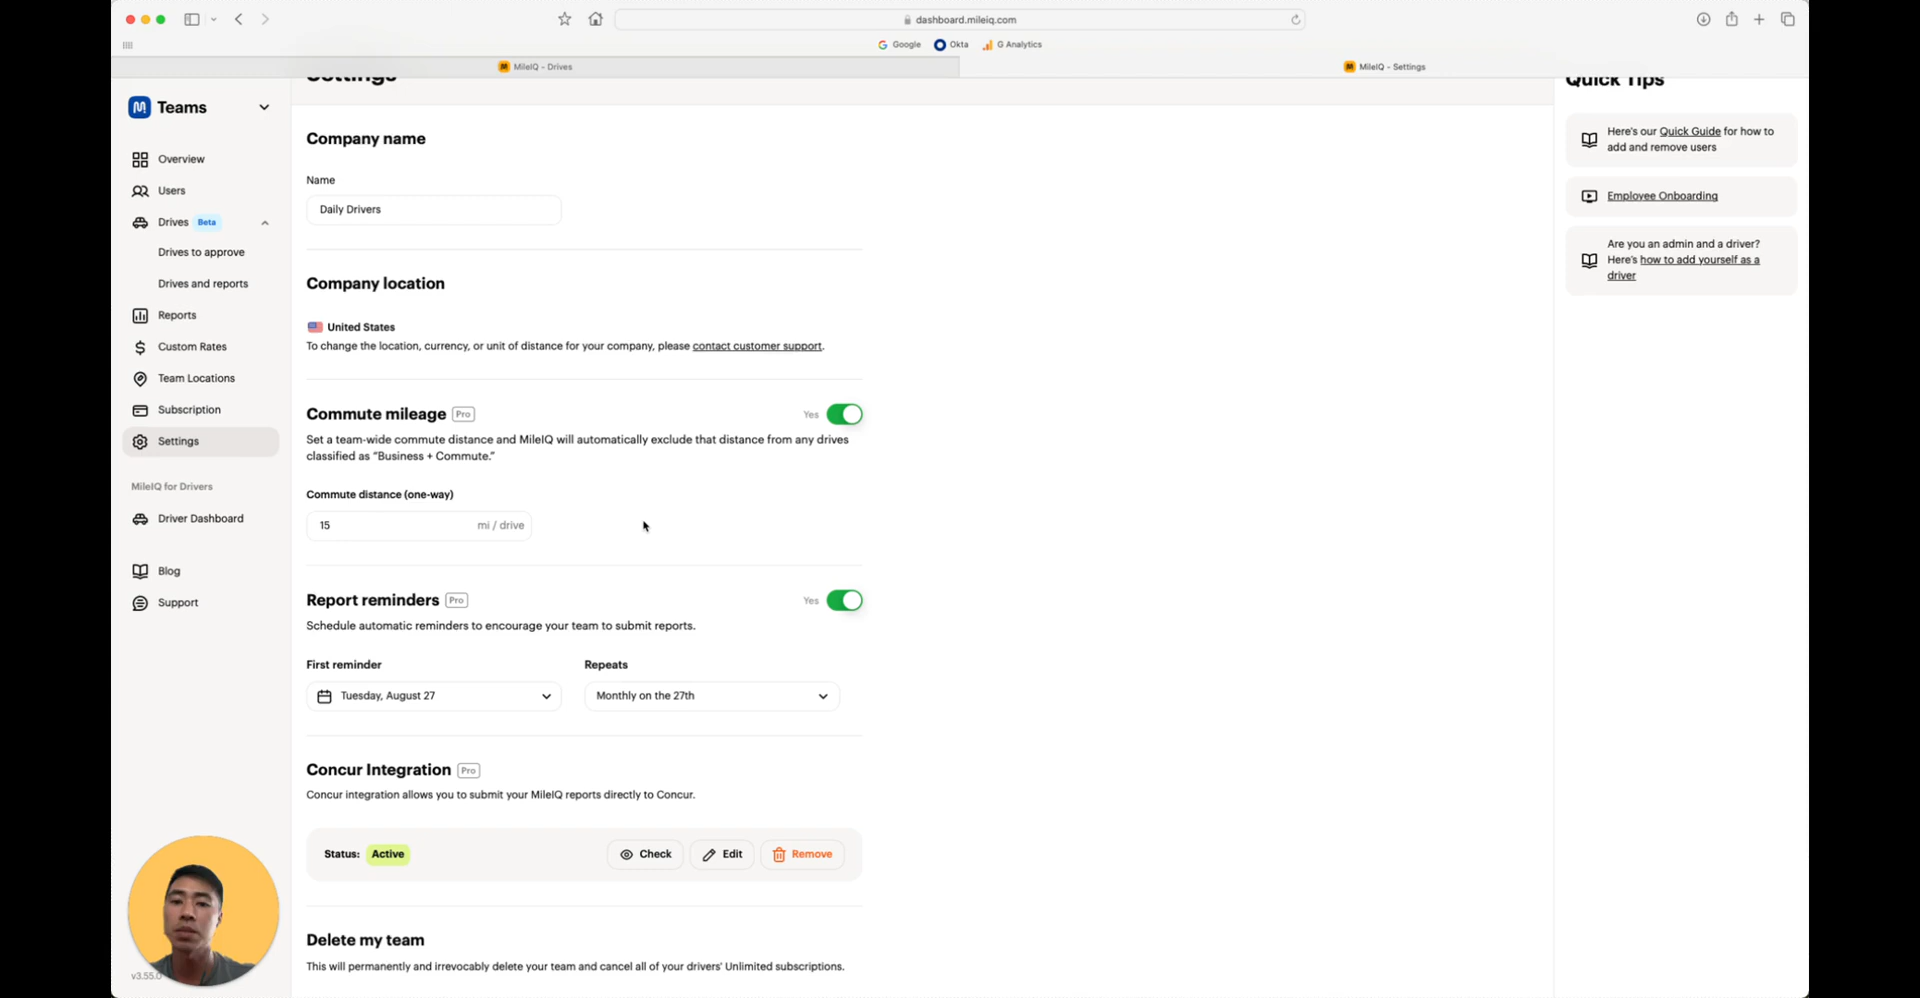 dashboard.mileiq.com
Google
Okta
G Analytics
MileIQ - Drives
MileIQ - Settings
Teams
Overview
Users
Drives Beta
Drives to approve
Drives and reports
Reports
Custom Rates
Team Locations
Subscription
Settings
MileIQ for Drivers
Driver Dashboard
Blog
Support
v3.55.0
Settings
Company name
Name
Daily Drivers
Company location
United States
To change the location, currency, or unit of distance for your company, please contact customer support.
Commute mileage Pro
Yes
Set a team-wide commute distance and MileIQ will automatically exclude that distance from any drives
classified as “Business + Commute.”
Commute distance (one-way)
15 mi / drive
Report reminders Pro
Yes
Schedule automatic reminders to encourage your team to submit reports.
First reminder
Repeats
Tuesday, August 27
Monthly on the 27th
Concur Integration Pro
Concur integration allows you to submit your MileIQ reports directly to Concur.
Status: Active
Check
Edit
Remove
Delete my team
This will permanently and irrevocably delete your team and cancel all of your drivers' Unlimited subscriptions.
Quick Tips
Here's our Quick Guide for how to
add and remove users
Employee Onboarding
Are you an admin and a driver?
Here's how to add yourself as a
driver